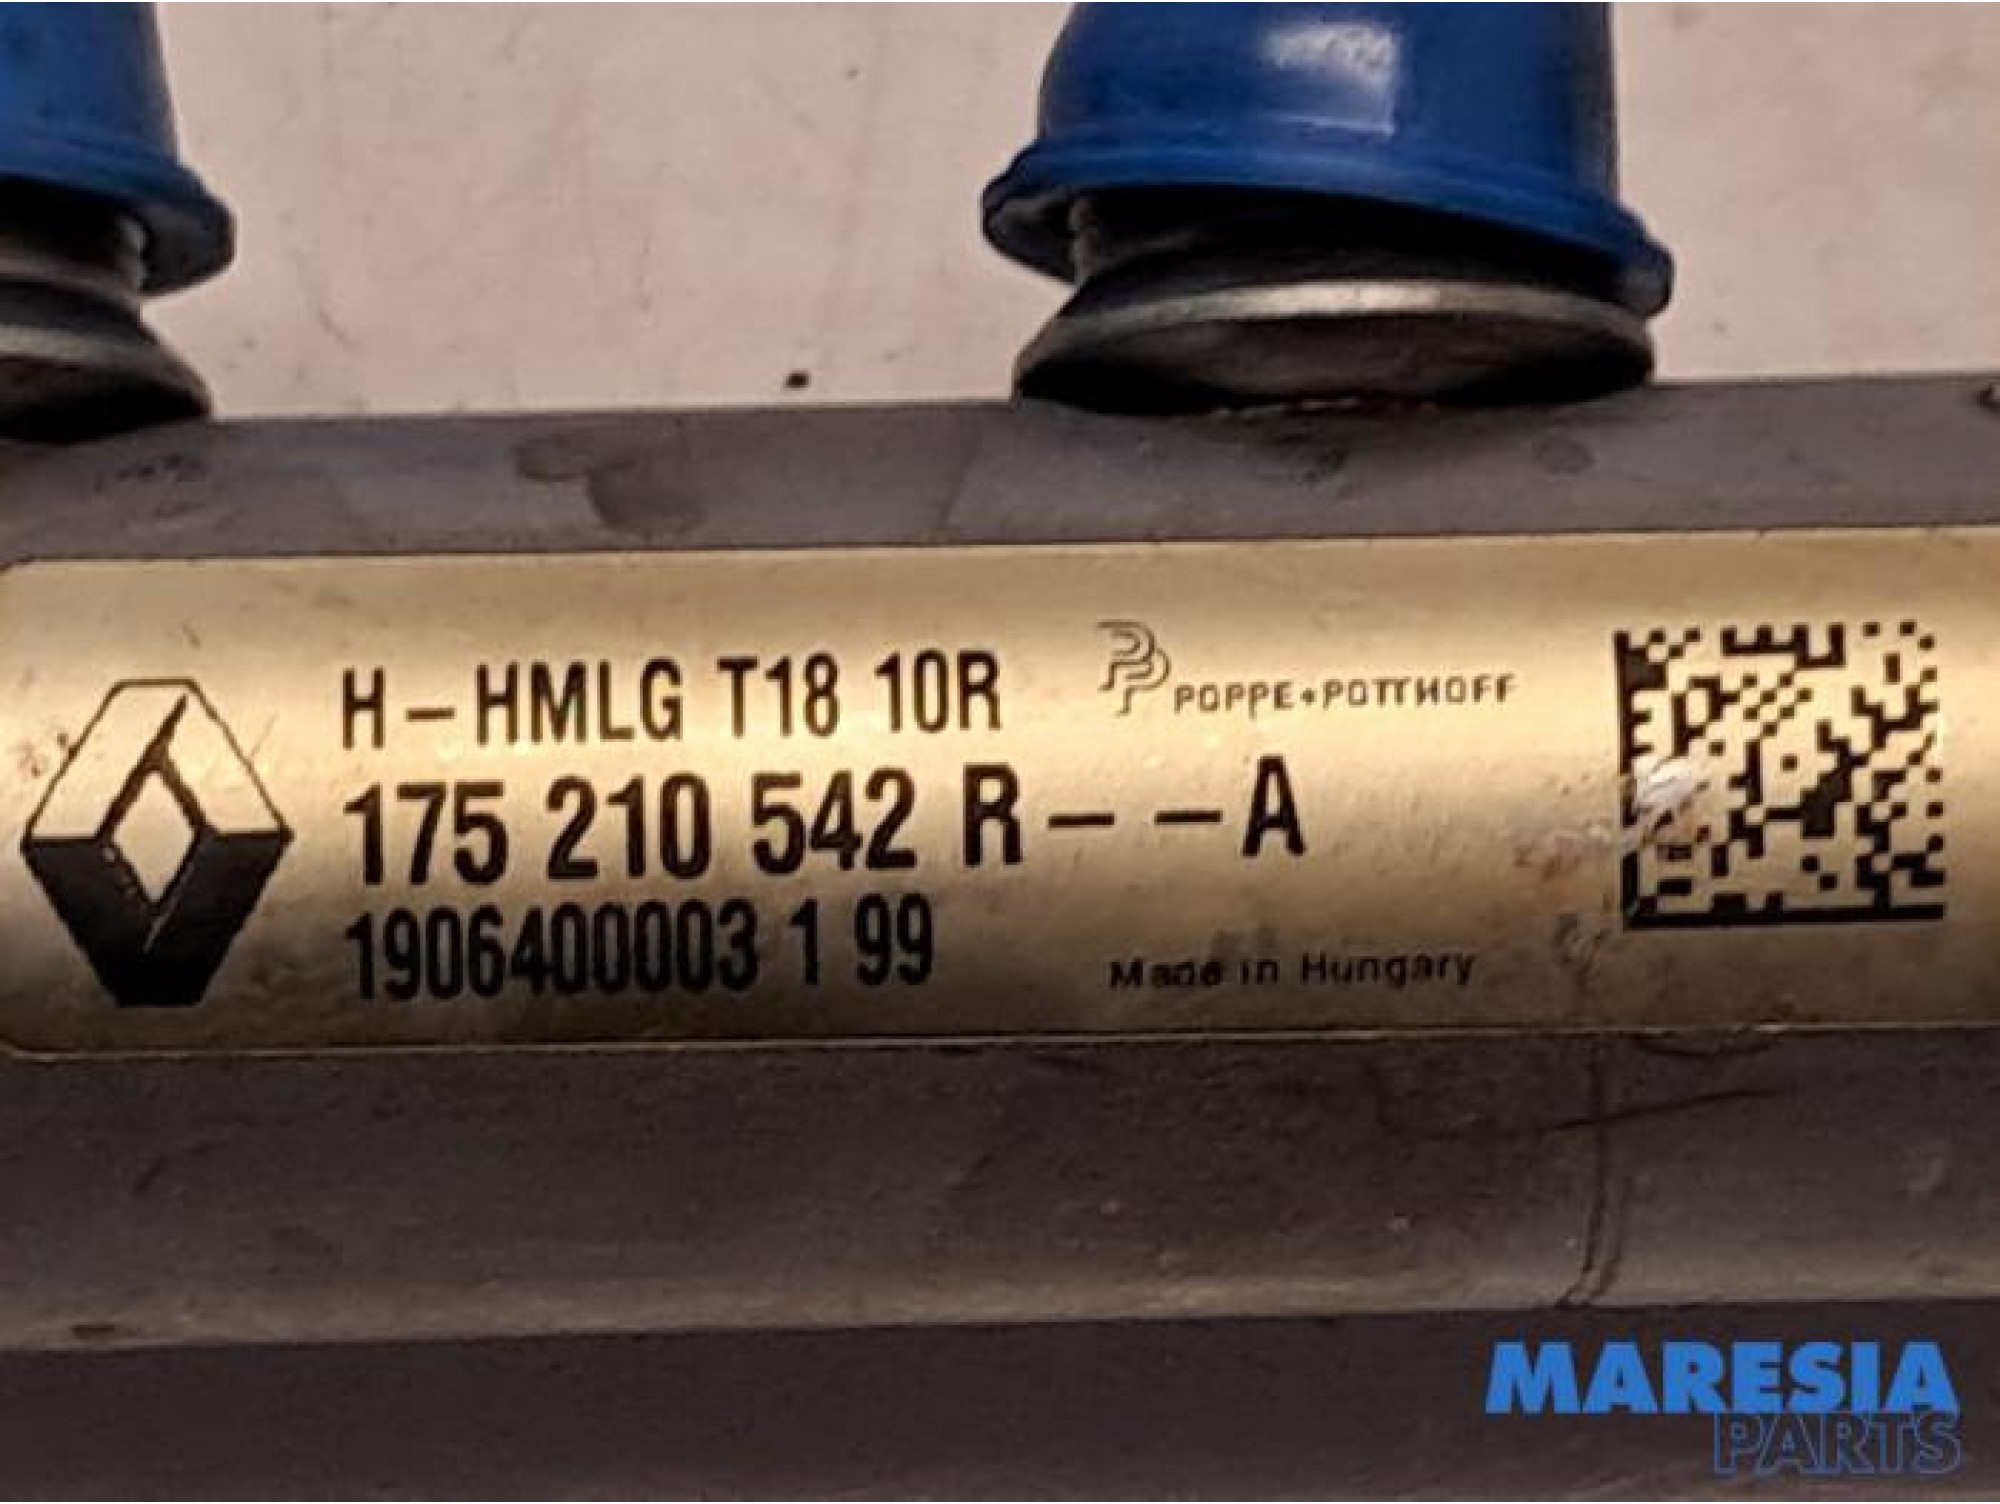 H-HMLG T18 10R
POPPE+POTTHOFF
175 210 542 R--A
1906400003 1 99
Made in Hungary
MARESIA
PARTS